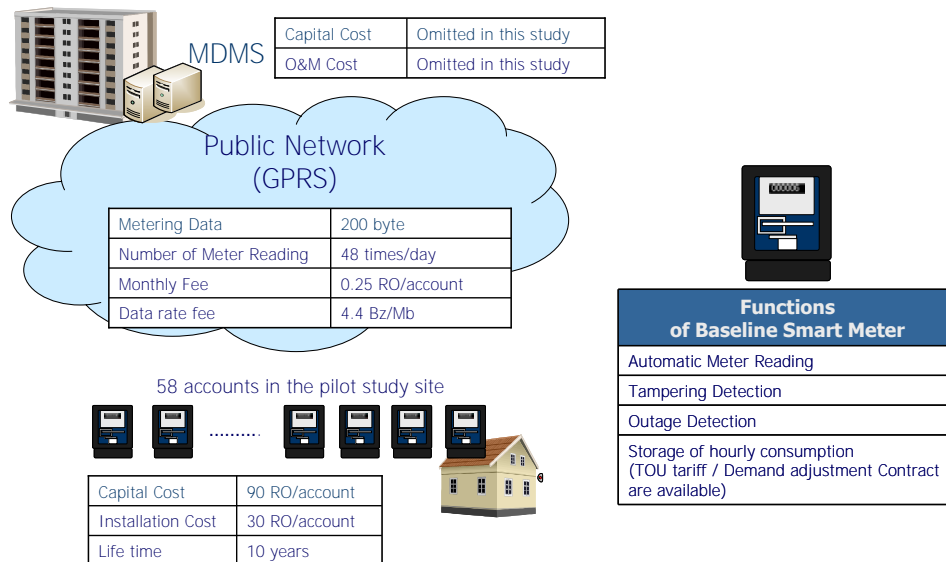 MDMS
Capital Cost Omitted in this study
O&M Cost Omitted in this study
Public Network
(GPRS)
Metering Data 200 byte
Number of Meter Reading 48 times/day
Monthly Fee 0.25 RO/account
Data rate fee 4.4 Bz/Mb
58 accounts in the pilot study site
.........
Capital Cost 90 RO/account
Installation Cost 30 RO/account
Life time 10 years
000006
Functions
of Baseline Smart Meter
Automatic Meter Reading
Tampering Detection
Outage Detection
Storage of hourly consumption
(TOU tariff / Demand adjustment Contract
are available)